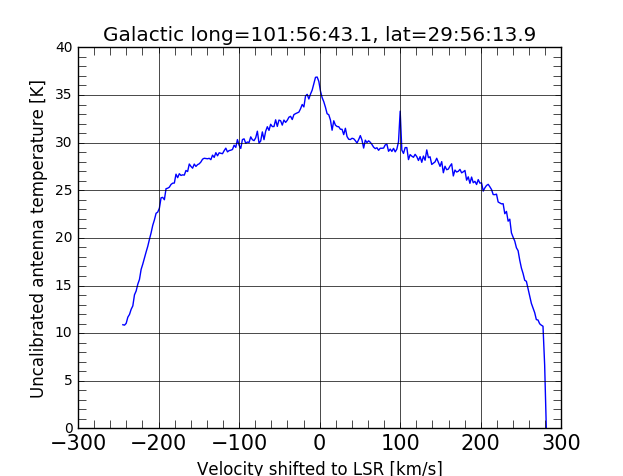 Galactic long=101:56:43.1, lat=29:56:13.9
40
35
30
25
20
15
10
5
0
Uncalibrated antenna temperature [K]
−300 −200 −100 0 100 200 300
Velocity shifted to LSR [km/s]